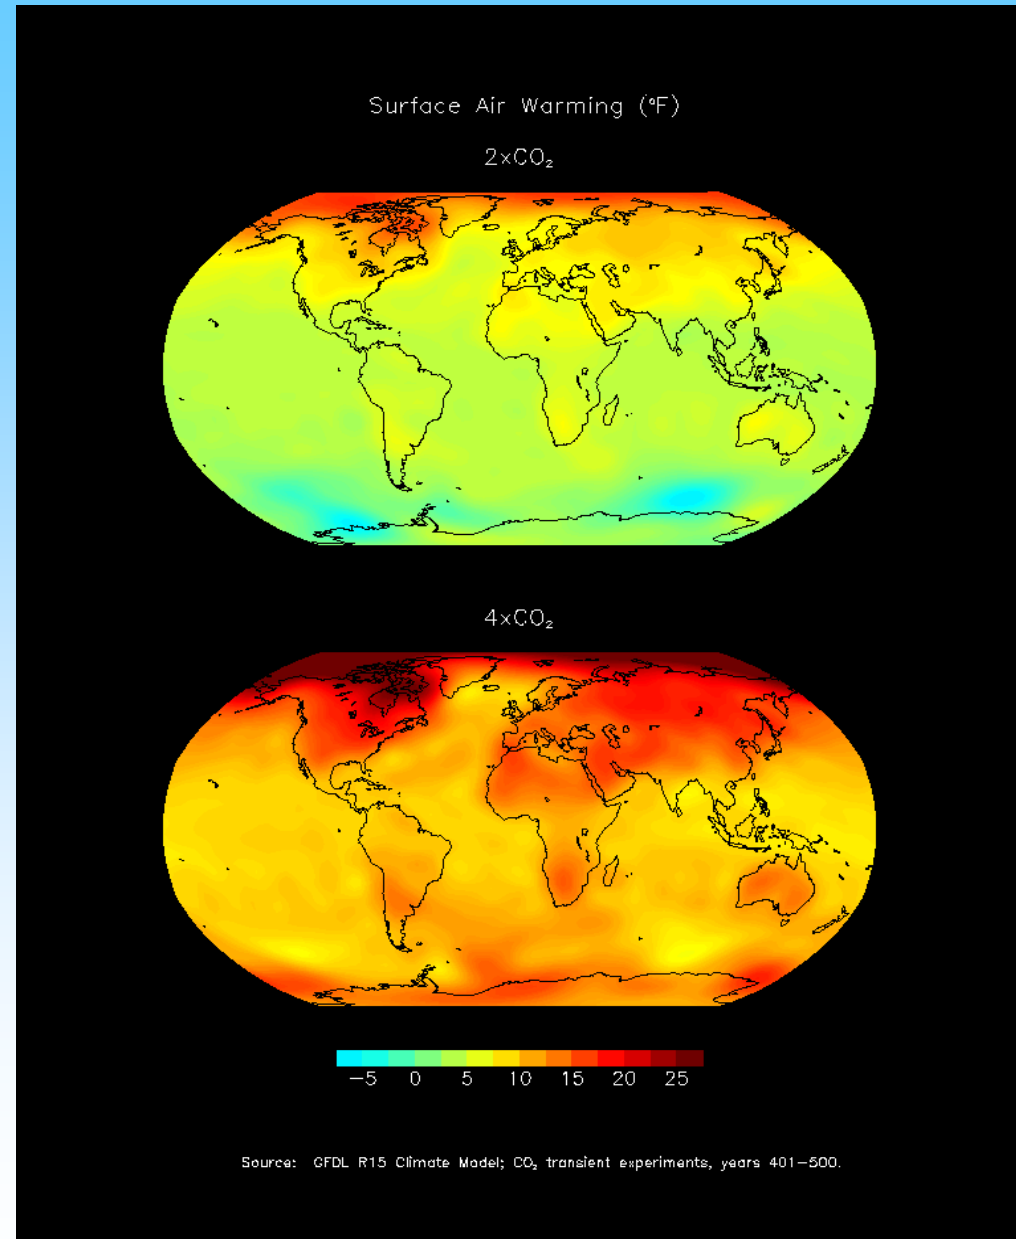 Surface Air Warming (°F)
2xCO₂
4xCO₂
−5 0 5 10 15 20 25
Source: GFDL R15 Climate Model; CO₂ transient experiments, years 401−500.